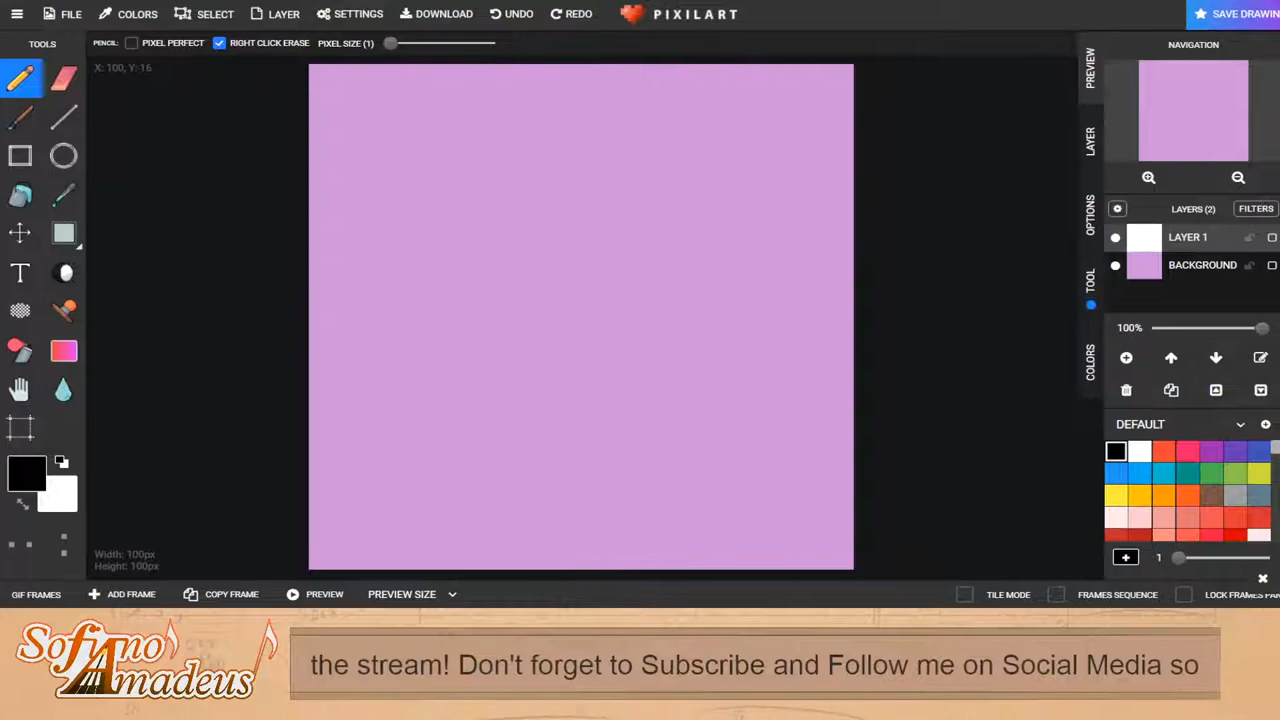 FILE COLORS SELECT LAYER SETTINGS DOWNLOAD UNDO REDO PIXILART SAVE DRAWIN
TOOLS PENCIL: PIXEL PERFECT RIGHT CLICK ERASE PIXEL SIZE (1) NAVIGATION
X: 100, Y: 16
PREVIEW
LAYER
OPTIONS
TOOL
COLORS
LAYERS (2) FILTERS
LAYER 1
BACKGROUND
100%
DEFAULT
T
1
Width: 100px
Height: 100px
GIF FRAMES ADD FRAME COPY FRAME PREVIEW PREVIEW SIZE TILE MODE FRAMES SEQUENCE LOCK FRAMES PAN
Sofiano
Amadeus
the stream! Don't forget to Subscribe and Follow me on Social Media so